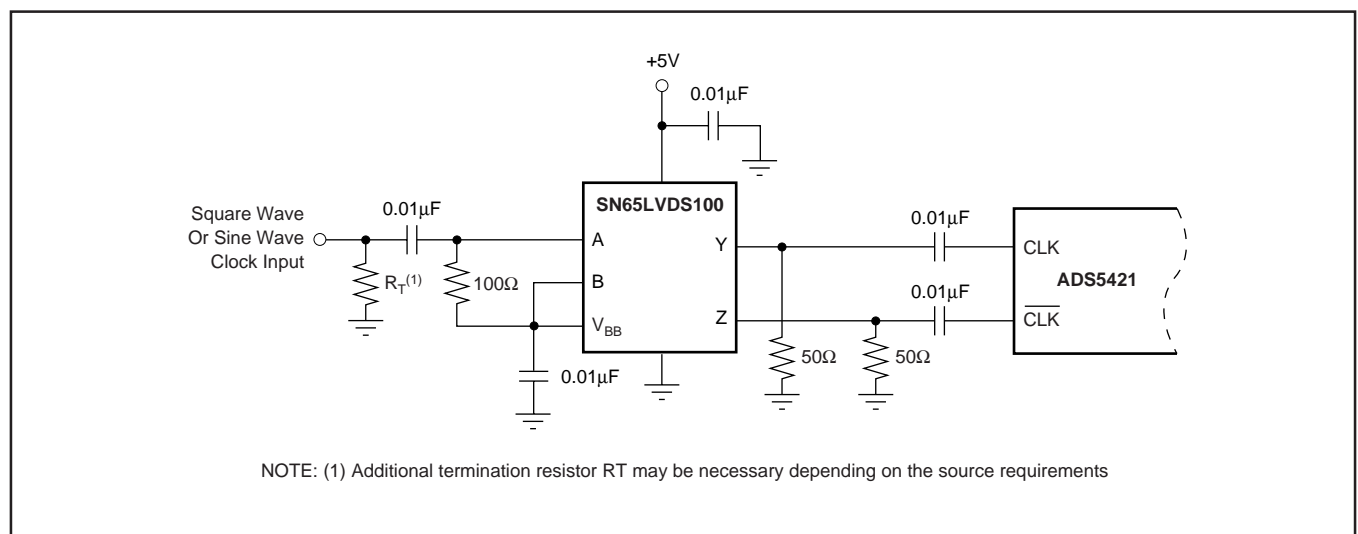 +5V
0.01μF
SN65LVDS100
Square Wave
Or Sine Wave
Clock Input
0.01μF
A
B
V_BB
Y
Z
R_T^(1)
100Ω
0.01μF
0.01μF
0.01μF
CLK
ADS5421
C̅L̅K̅
50Ω
50Ω
NOTE: (1) Additional termination resistor RT may be necessary depending on the source requirements